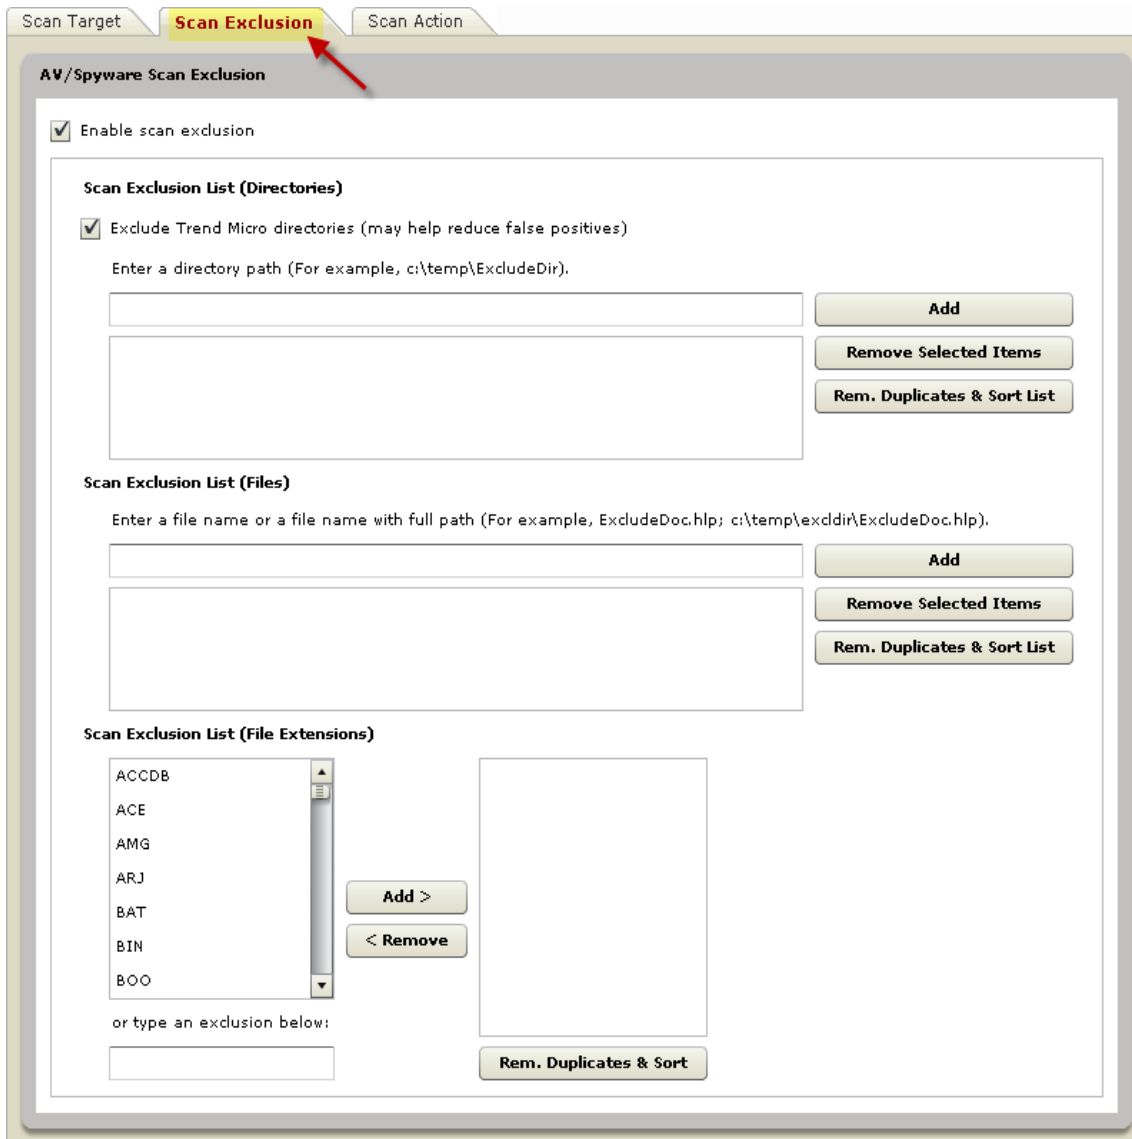 Scan Target Scan Exclusion Scan Action
AV/Spyware Scan Exclusion
Enable scan exclusion
Scan Exclusion List (Directories)
Exclude Trend Micro directories (may help reduce false positives)
Enter a directory path (For example, c:\temp\ExcludeDir).
Add
Remove Selected Items
Rem. Duplicates & Sort List
Scan Exclusion List (Files)
Enter a file name or a file name with full path (For example, ExcludeDoc.hlp; c:\temp\excldir\ExcludeDoc.hlp).
Add
Remove Selected Items
Rem. Duplicates & Sort List
Scan Exclusion List (File Extensions)
ACCDB
ACE
AMG
ARJ
BAT
BIN
BOO
Add >
< Remove
or type an exclusion below:
Rem. Duplicates & Sort